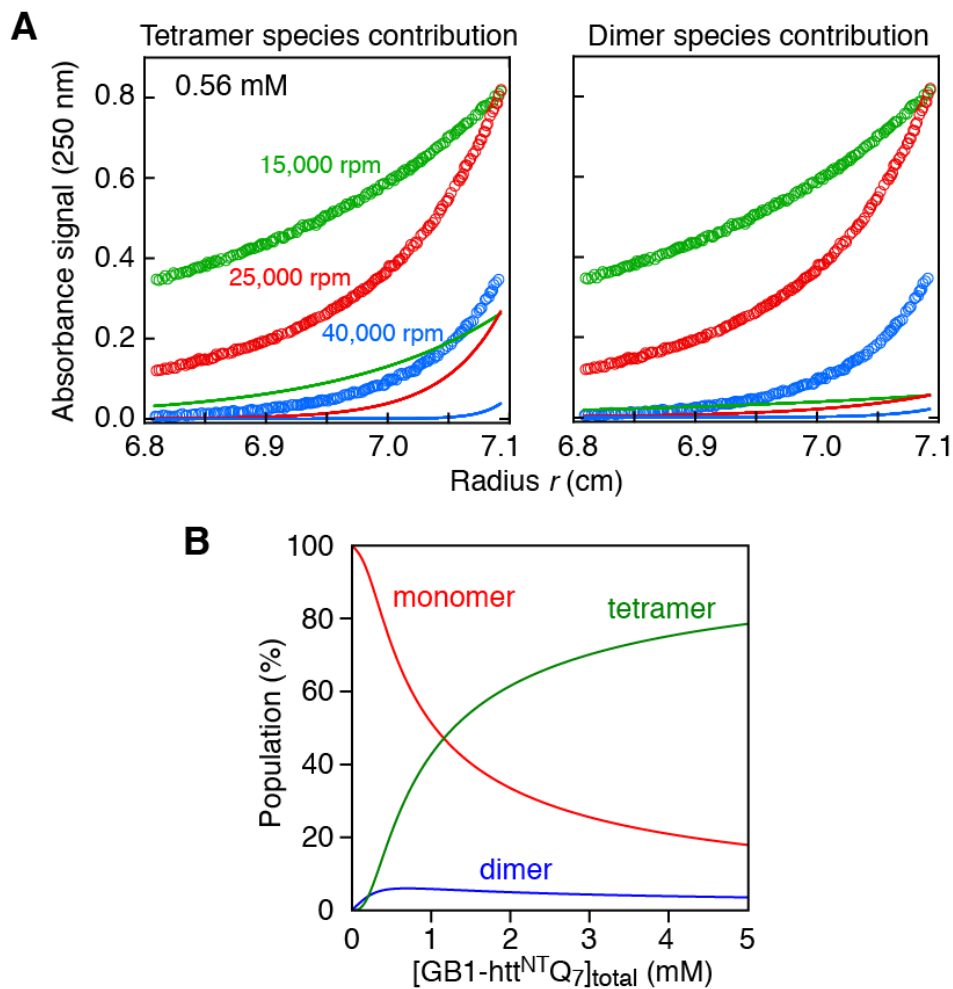 A
Tetramer species contribution
Dimer species contribution
Absorbance signal (250 nm)
0.8
0.6
0.4
0.2
0.0
0.56 mM
15,000 rpm
25,000 rpm
40,000 rpm
6.8 6.9 7.0 7.1
6.8 6.9 7.0 7.1
Radius r (cm)
B
Population (%)
100
80
60
40
20
0
monomer
tetramer
dimer
0 1 2 3 4 5
[GB1-httᴺᵀQ₇]total (mM)